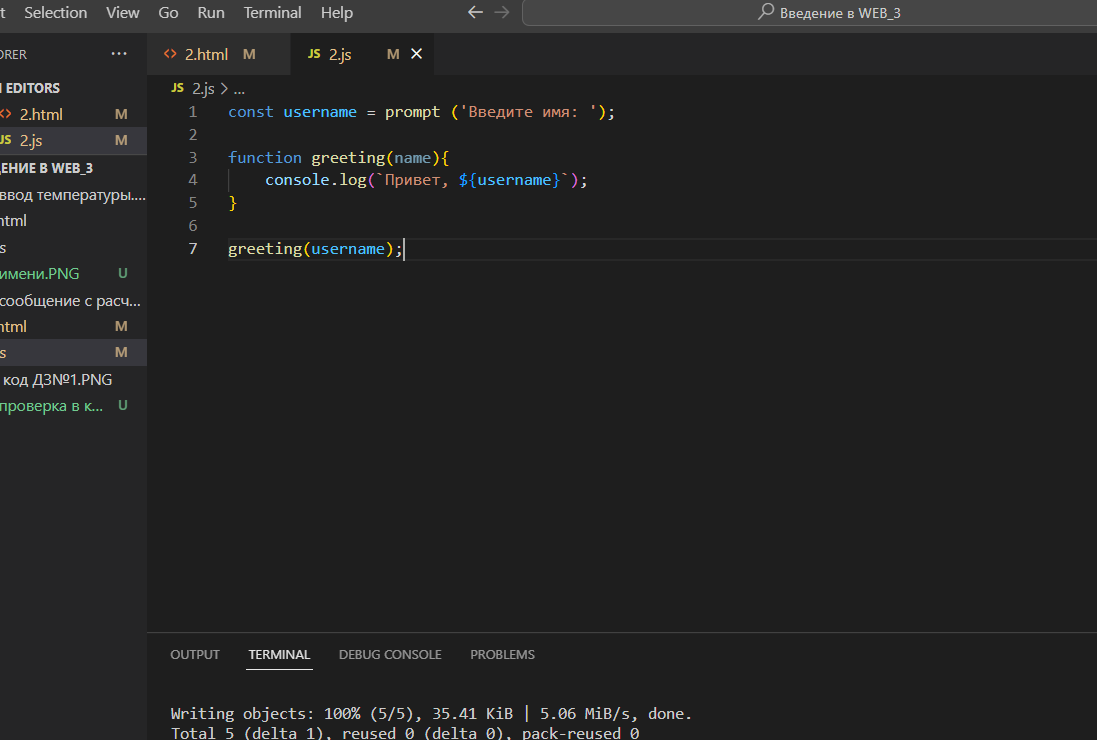 t Selection View Go Run Terminal Help
Введение в WEB_3
ORER ...
2.html M
JS 2.js M
EDITORS
2.html M
JS 2.js M
ДЕНИЕ В WEB_3
ввод температуры....
html
s
имени.PNG U
сообщение с расч...
html M
s M
код ДЗ№1.PNG
проверка в к... U
JS 2.js > ...
1 const username = prompt ('Введите имя: ');
2
3 function greeting(name){
4 console.log(`Привет, ${username}`);
5 }
6
7 greeting(username);
OUTPUT TERMINAL DEBUG CONSOLE PROBLEMS
Writing objects: 100% (5/5), 35.41 KiB | 5.06 MiB/s, done.
Total 5 (delta 1), reused 0 (delta 0), pack-reused 0